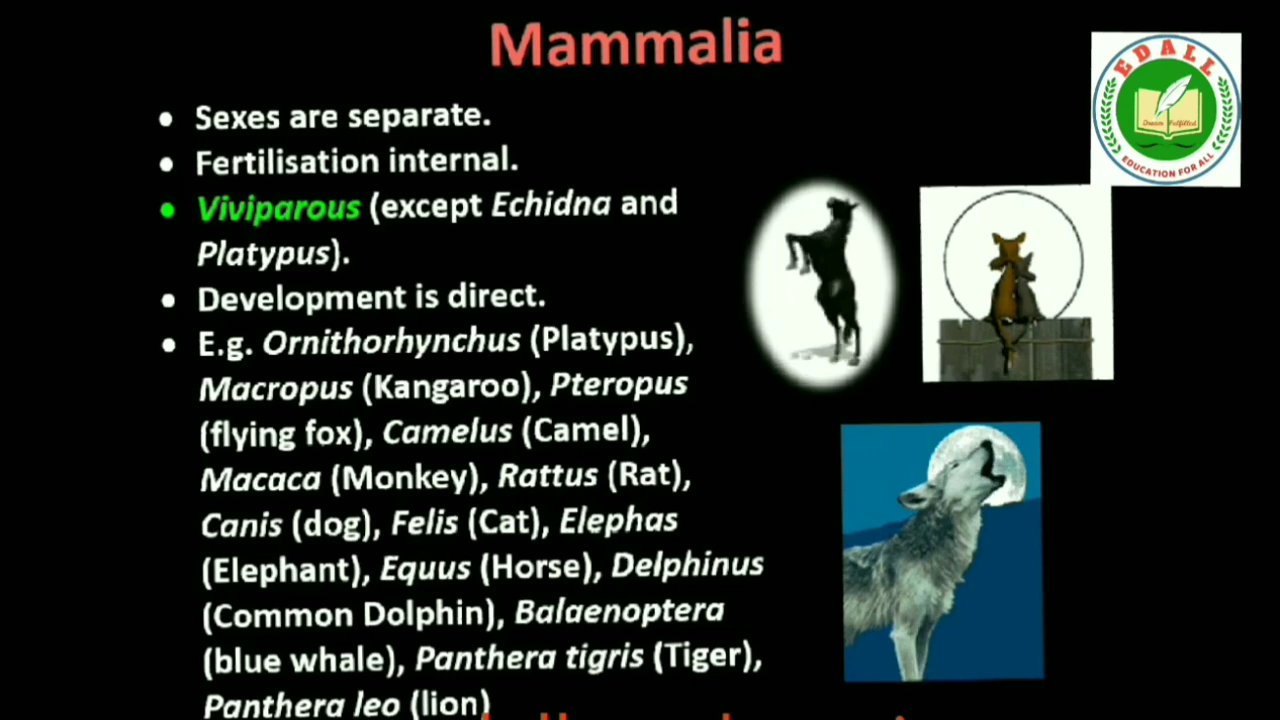 Mammalia
EDALL
Dream Fulfilled
EDUCATION FOR ALL
• Sexes are separate.
• Fertilisation internal.
• Viviparous (except Echidna and
Platypus).
• Development is direct.
• E.g. Ornithorhynchus (Platypus),
Macropus (Kangaroo), Pteropus
(flying fox), Camelus (Camel),
Macaca (Monkey), Rattus (Rat),
Canis (dog), Felis (Cat), Elephas
(Elephant), Equus (Horse), Delphinus
(Common Dolphin), Balaenoptera
(blue whale), Panthera tigris (Tiger),
Panthera leo (lion)